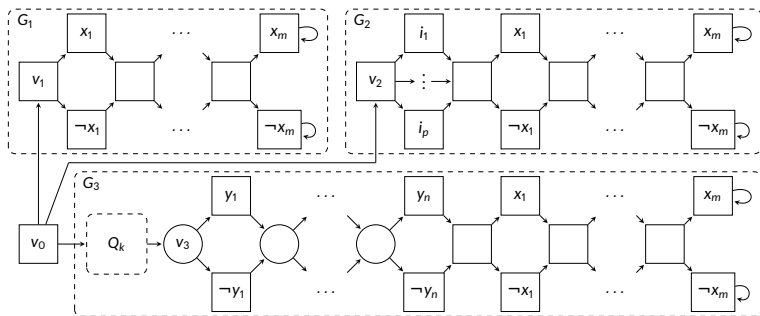 G1
x1 ··· xm
v1
¬x1 ··· ¬xm
G2
i1 x1 ··· xm
v2 ⋮
ip ¬x1 ··· ¬xm
G3
y1 ··· yn x1 ··· xm
v0 Qk v3
¬y1 ··· ¬yn ¬x1 ··· ¬xm